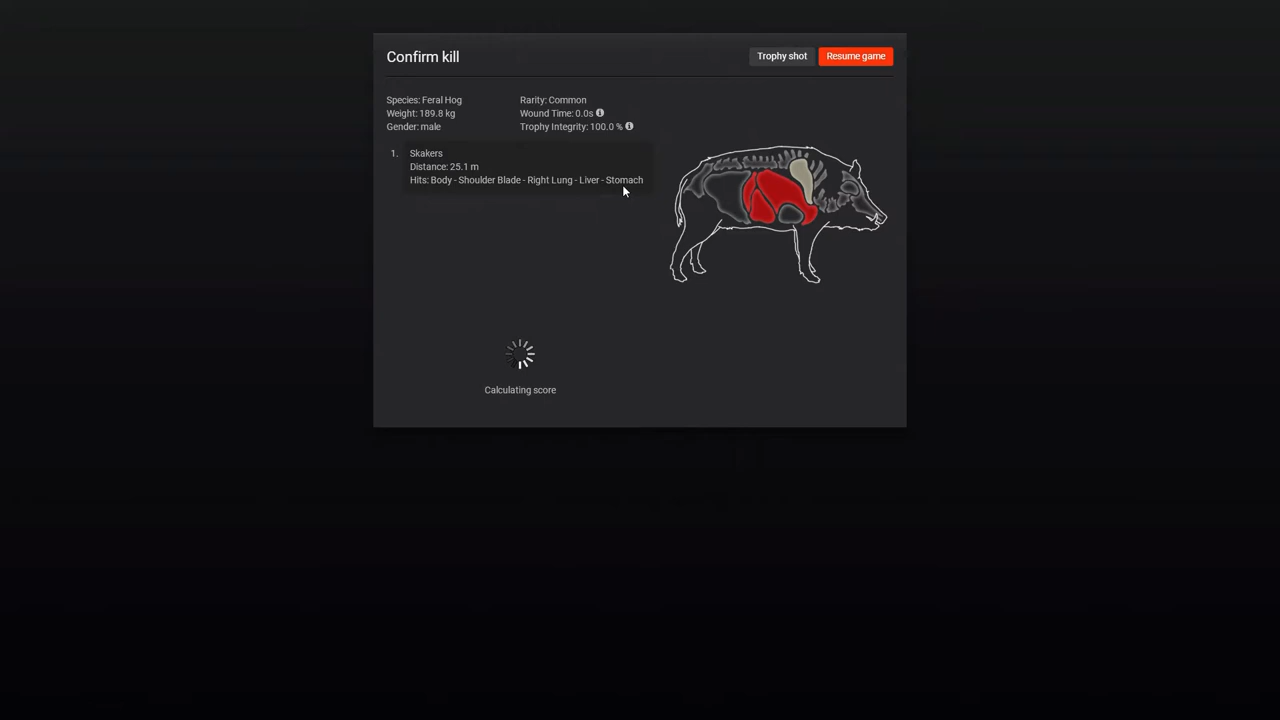 Confirm kill
Trophy shot
Resume game
Species: Feral Hog
Rarity: Common
Weight: 189.8 kg
Wound Time: 0.0s
Gender: male
Trophy Integrity: 100.0 %
1. Skakers
Distance: 25.1 m
Hits: Body - Shoulder Blade - Right Lung - Liver - Stomach
Calculating score